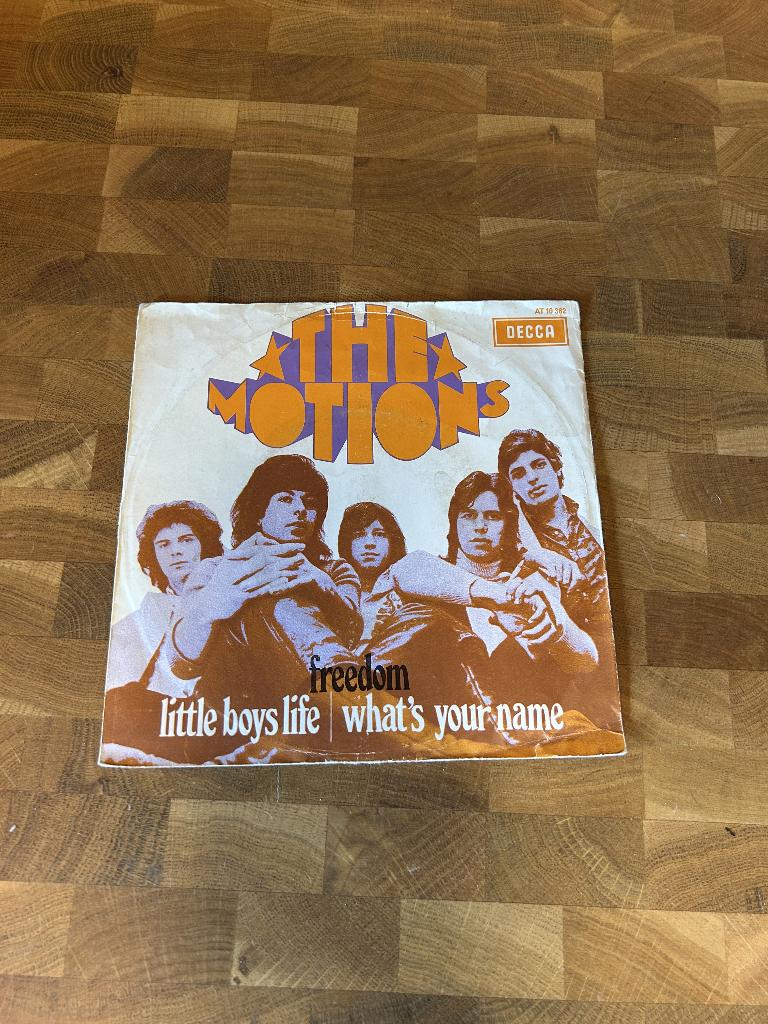 AT 10 382
DECCA
THE
MOTIONS
freedom
little boys life | what's your name